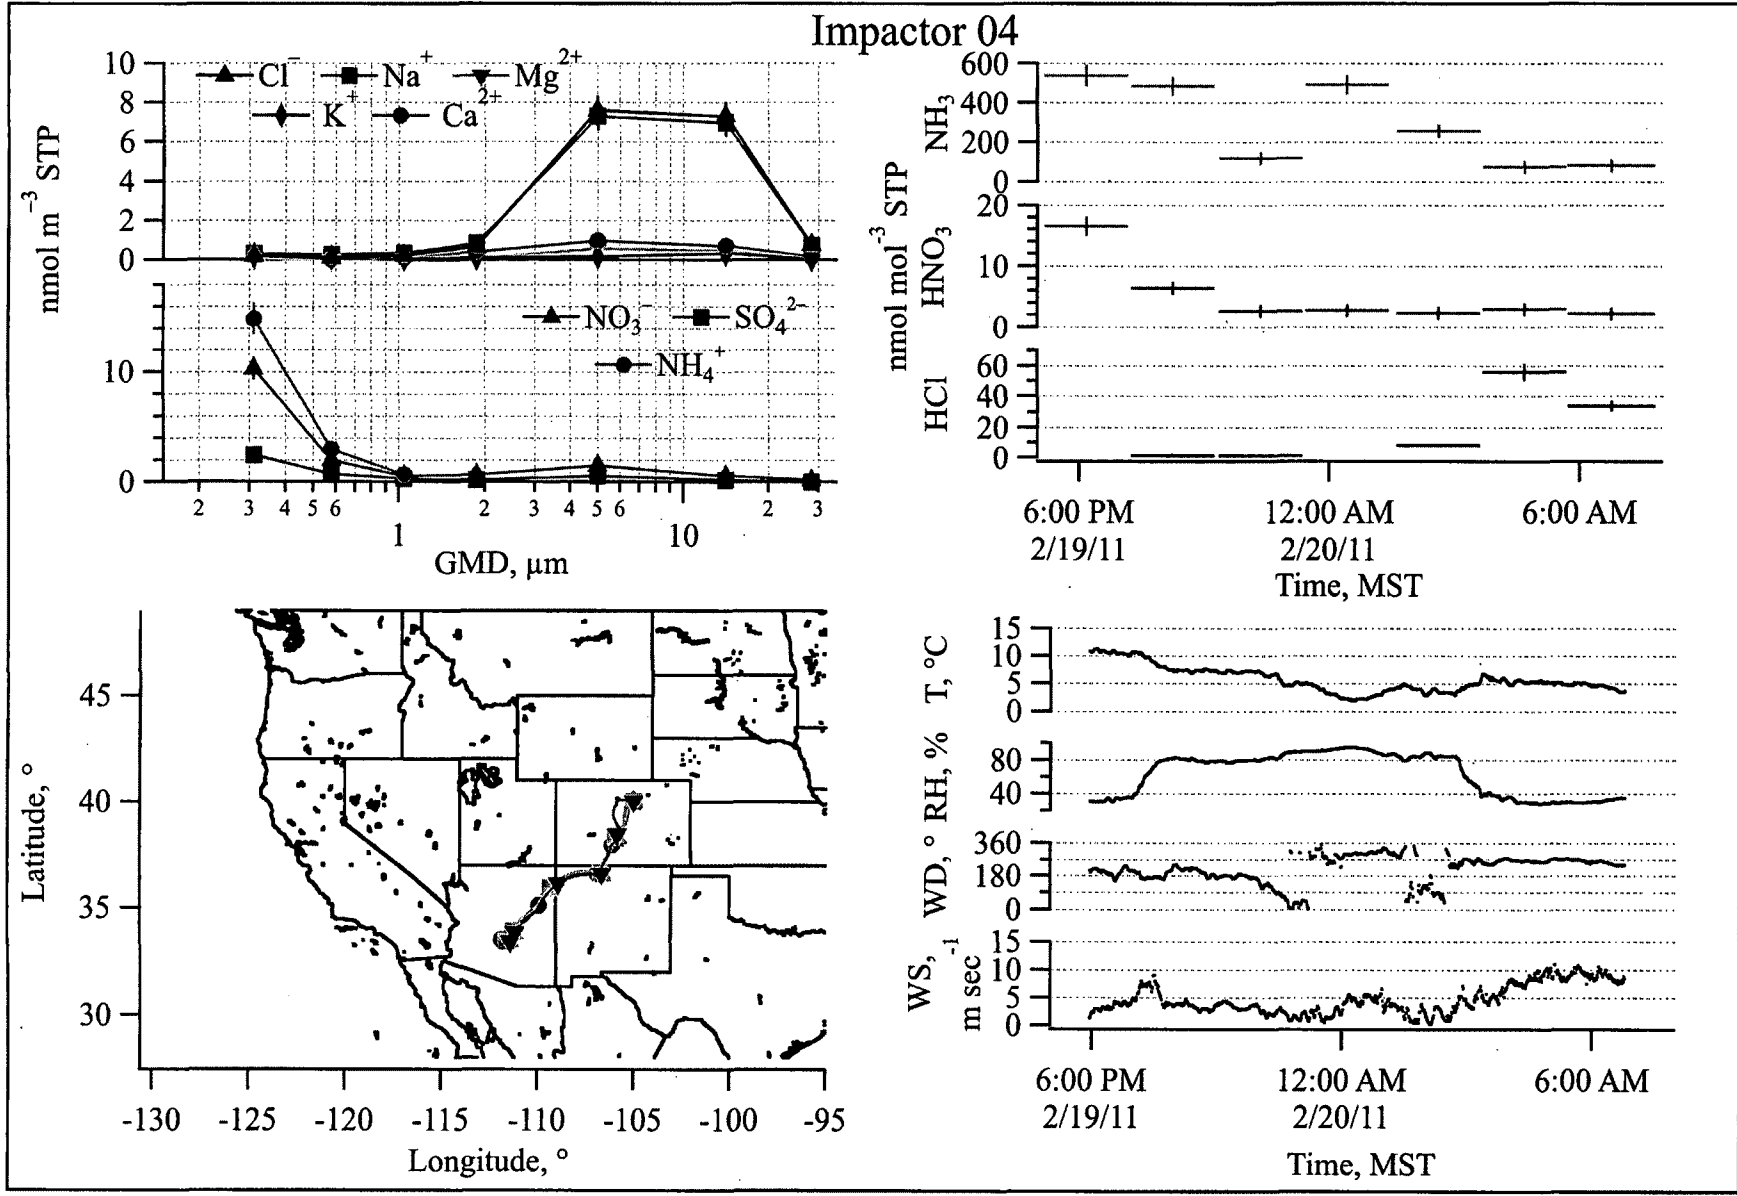 Impactor 04
Cl⁻ Na⁺ Mg²⁺
K⁺ Ca²⁺
10
8
6
4
2
0
nmol m⁻³ STP
NO₃⁻ SO₄²⁻
NH₄⁺
10
0
2 3 4 5 6 2 3 4 5 6 2 3
1 10
GMD, µm
600
400
200
0
NH₃
20
10
0
HNO₃
nmol mol⁻³ STP
60
40
20
0
HCl
6:00 PM 12:00 AM 6:00 AM
2/19/11 2/20/11
Time, MST
45
40
35
30
Latitude, °
-130 -125 -120 -115 -110 -105 -100 -95
Longitude, °
15
10
5
0
T, °C
80
40
RH, %
360
180
0
WD, °
15
10
5
0
WS,
m sec⁻¹
6:00 PM 12:00 AM 6:00 AM
2/19/11 2/20/11
Time, MST